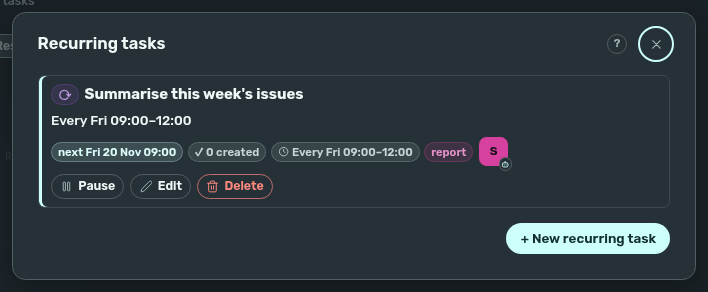 tasks
Recurring tasks
?
Summarise this week's issues
Every Fri 09:00–12:00
next Fri 20 Nov 09:00 ✓ 0 created Every Fri 09:00–12:00 report S
Pause Edit Delete
+ New recurring task